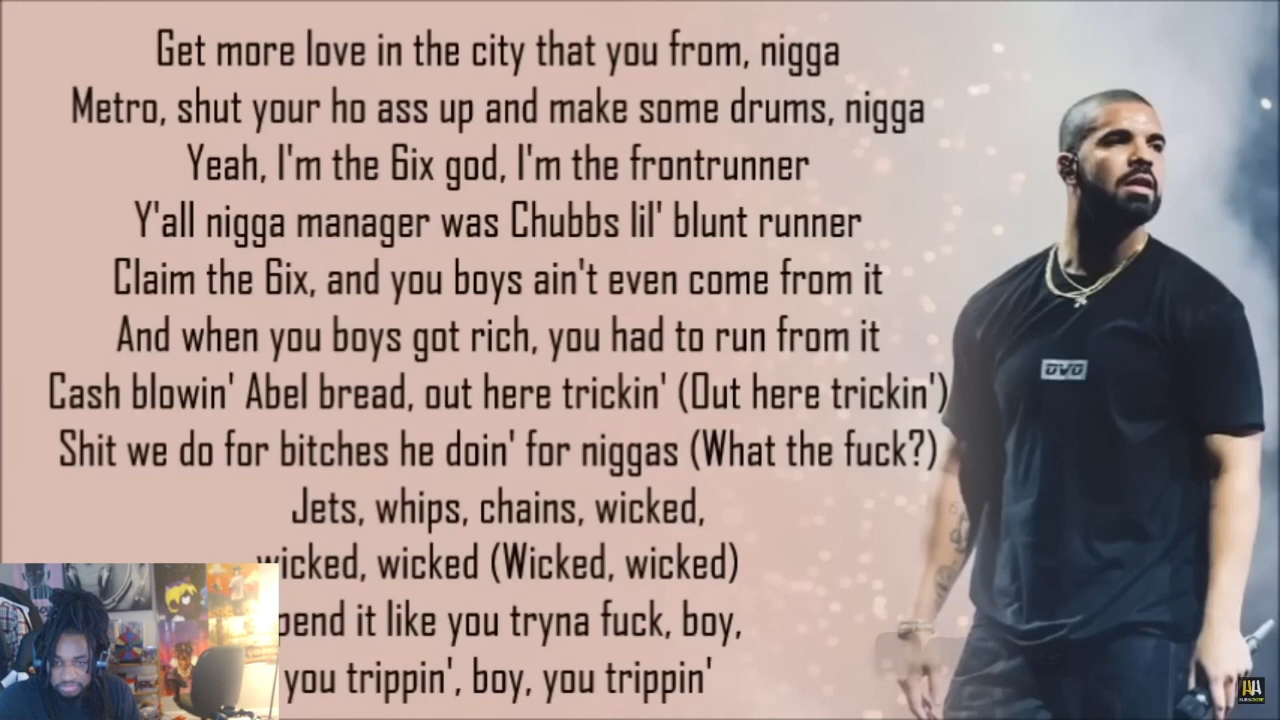 Get more love in the city that you from, nigga
Metro, shut your ho ass up and make some drums, nigga
Yeah, I'm the 6ix god, I'm the frontrunner
Y'all nigga manager was Chubbs lil' blunt runner
Claim the 6ix, and you boys ain't even come from it
And when you boys got rich, you had to run from it
Cash blowin' Abel bread, out here trickin' (Out here trickin')
Shit we do for bitches he doin' for niggas (What the fuck?)
Jets, whips, chains, wicked,
wicked, wicked (Wicked, wicked)
pend it like you tryna fuck, boy,
you trippin', boy, you trippin'
OVO
SUBSCRIBE